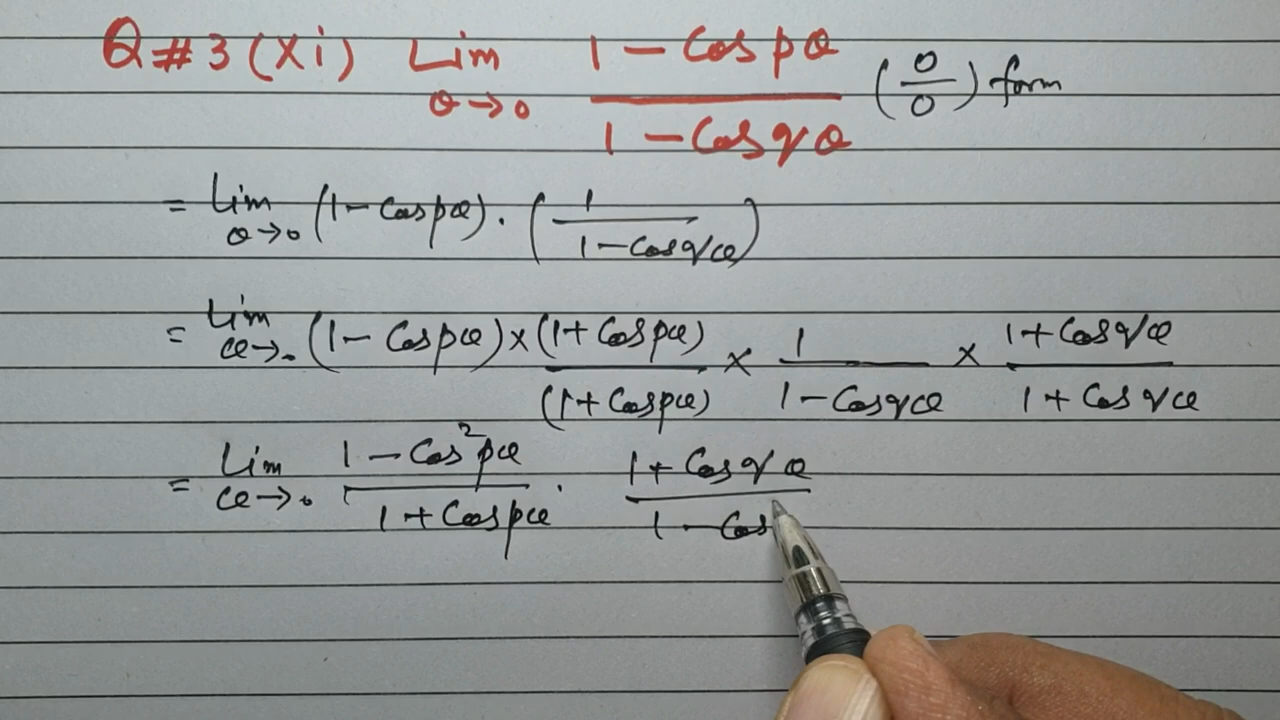 Q # 3 (xi) Lim θ→0 1 - Cos pθ / 1 - Cos qθ (0/0) form
= Lim θ→0 (1 - Cos pθ) . (1 / 1 - Cos qθ)
= Lim θ→0 (1 - Cos pθ) × (1 + Cos pθ) / (1 + Cos pθ) × 1 / 1 - Cos qθ × 1 + Cos qθ / 1 + Cos qθ
= Lim θ→0 1 - Cos² pθ / 1 + Cos pθ . 1 + Cos qθ / 1 - Cos